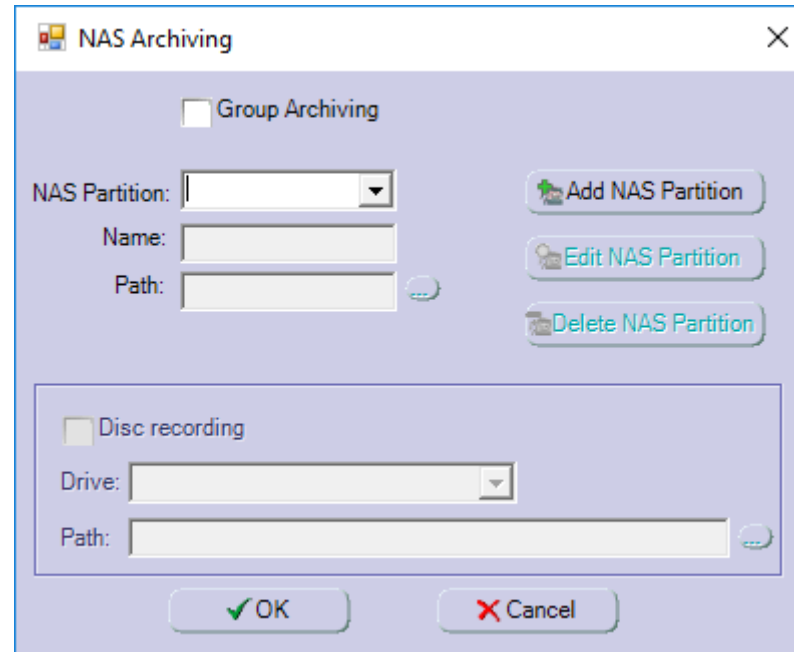 NAS Archiving
Group Archiving
NAS Partition:
Add NAS Partition
Name:
Edit NAS Partition
Path:
...
Delete NAS Partition
Disc recording
Drive:
Path:
...
OK
Cancel